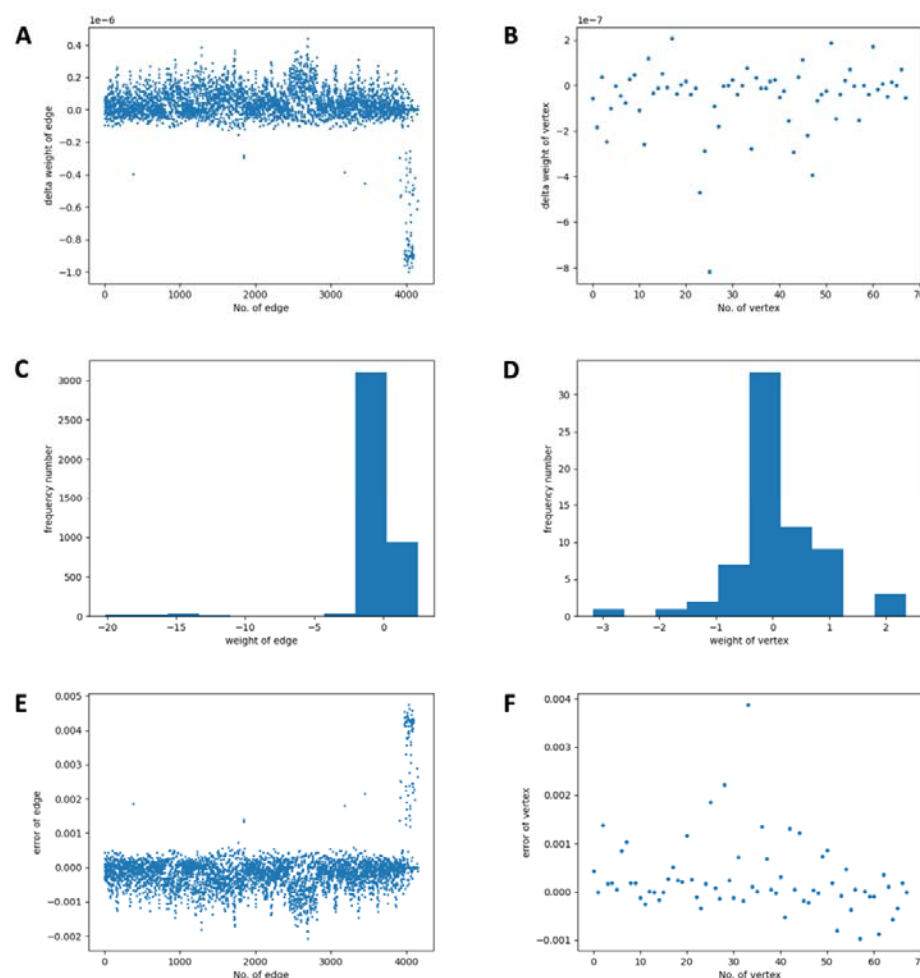 A
1e−6
0.4
0.2
0.0
−0.2
−0.4
−0.6
−0.8
−1.0
delta weight of edge
0 1000 2000 3000 4000
No. of edge
B
1e−7
2
0
−2
−4
−6
−8
delta weight of vertex
0 10 20 30 40 50 60 70
No. of vertex
C
3000
2500
2000
1500
1000
500
0
frequency number
−20 −15 −10 −5 0
weight of edge
D
30
25
20
15
10
5
0
frequency number
−3 −2 −1 0 1 2
weight of vertex
E
0.005
0.004
0.003
0.002
0.001
0.000
−0.001
−0.002
error of edge
0 1000 2000 3000 4000
No. of edge
F
0.004
0.003
0.002
0.001
0.000
−0.001
error of vertex
0 10 20 30 40 50 60 70
No. of vertex